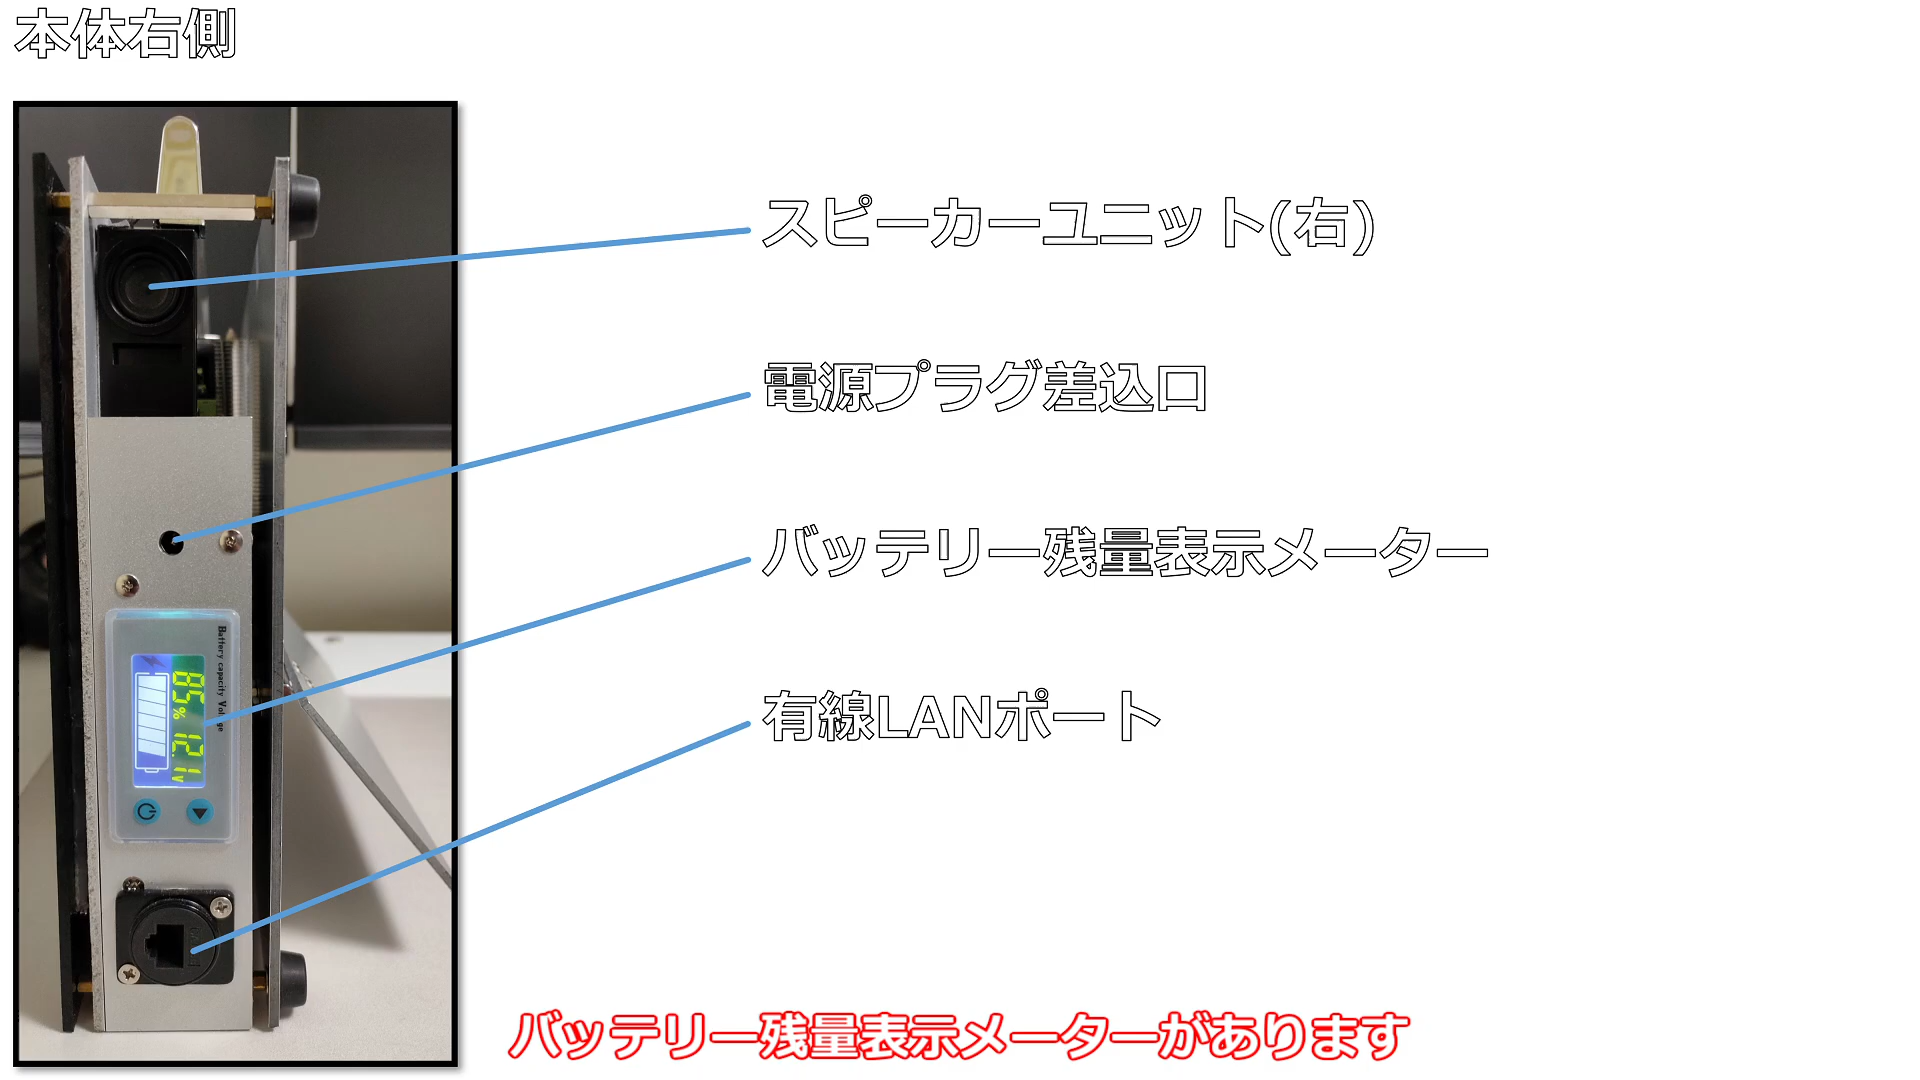 本体右側
スピーカーユニット(右)
電源プラグ差込口
バッテリー残量表示メーター
有線LANポート
Battery capacity Vol ge
85% 12.1V
バッテリー残量表示メーターがあります